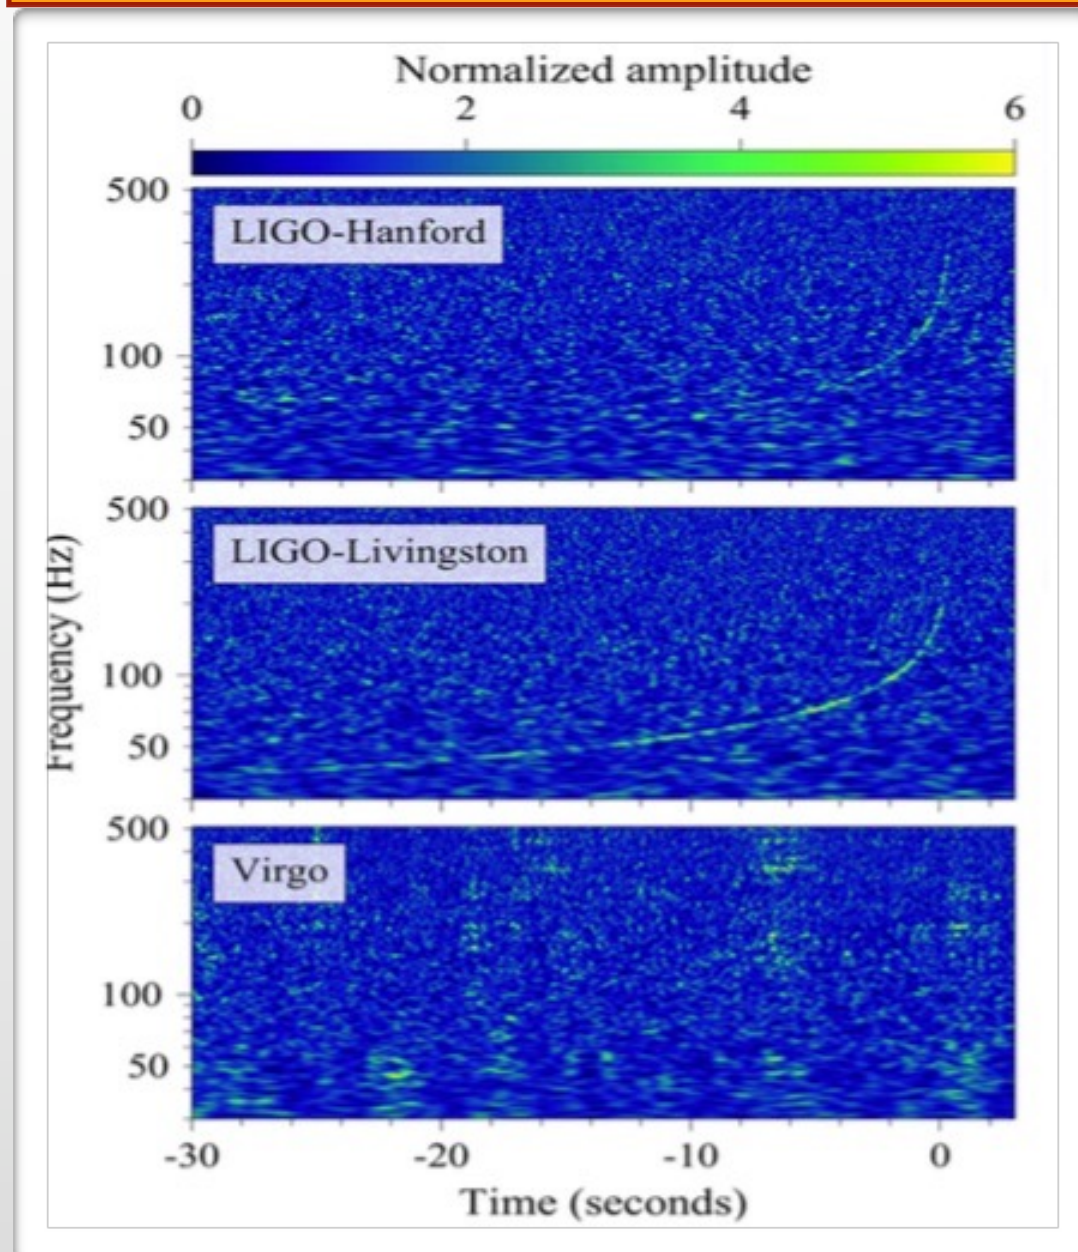 Normalized amplitude
0 2 4 6
500
LIGO-Hanford
100
50
500
LIGO-Livingston
Frequency (Hz)
100
50
500
Virgo
100
50
-30 -20 -10 0
Time (seconds)